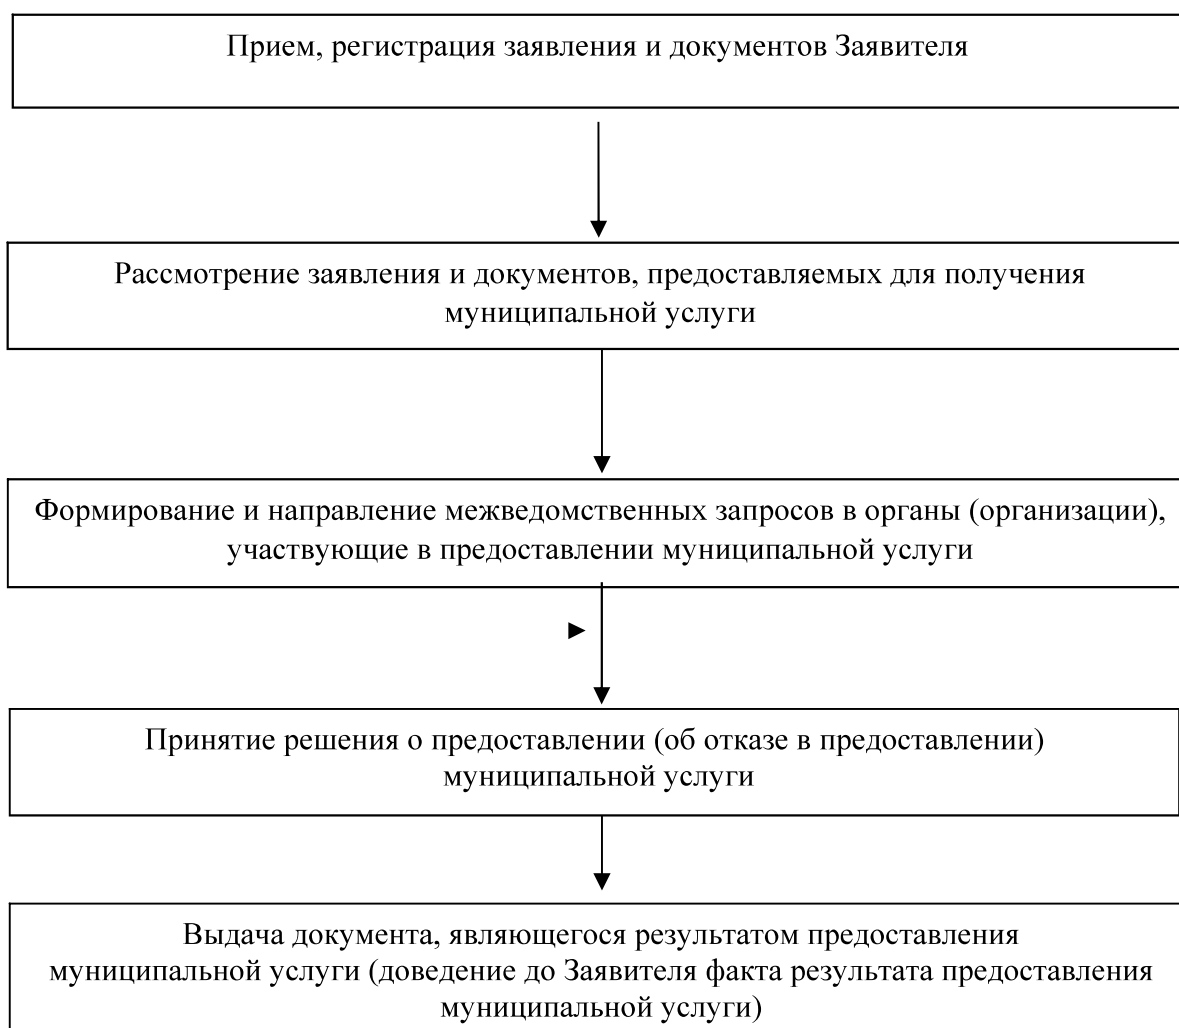 Прием, регистрация заявления и документов Заявителя
Рассмотрение заявления и документов, предоставляемых для получения
муниципальной услуги
Формирование и направление межведомственных запросов в органы (организации),
участвующие в предоставлении муниципальной услуги
Принятие решения о предоставлении (об отказе в предоставлении)
муниципальной услуги
Выдача документа, являющегося результатом предоставления
муниципальной услуги (доведение до Заявителя факта результата предоставления
муниципальной услуги)